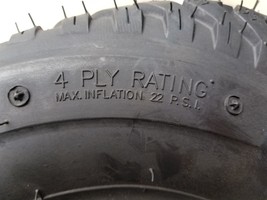 4 PLY RATING
MAX. INFLATION 22 P.S.I.